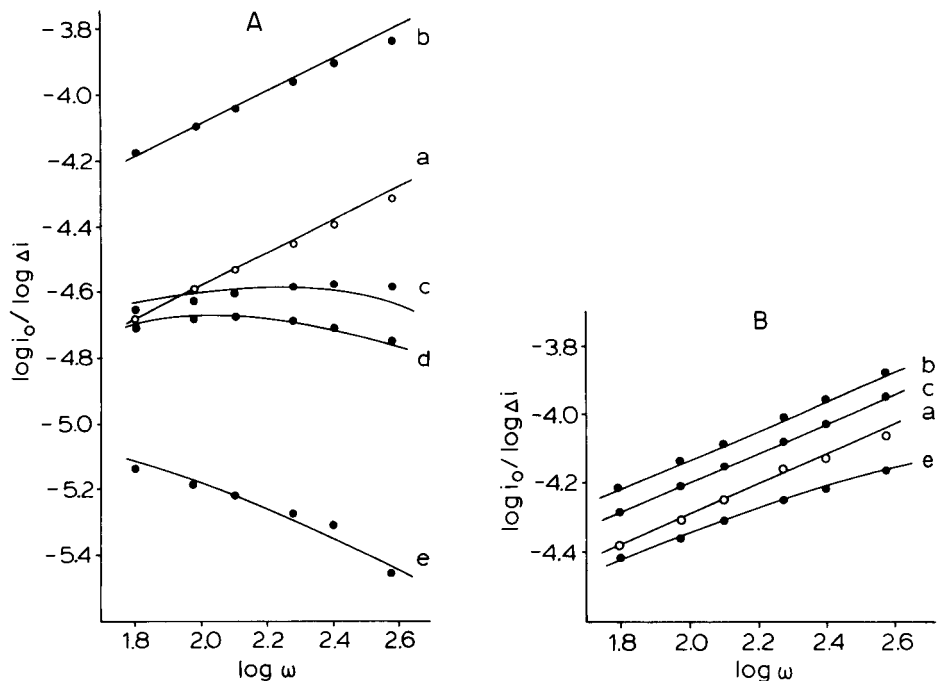 A
log i₀/log Δi
-3.8
-4.0
-4.2
-4.4
-4.6
-4.8
-5.0
-5.2
-5.4
b
a
c
d
e
1.8 2.0 2.2 2.4 2.6
log ω
B
log i₀/log Δi
-3.8
-4.0
-4.2
-4.4
b
c
a
e
1.8 2.0 2.2 2.4 2.6
log ω